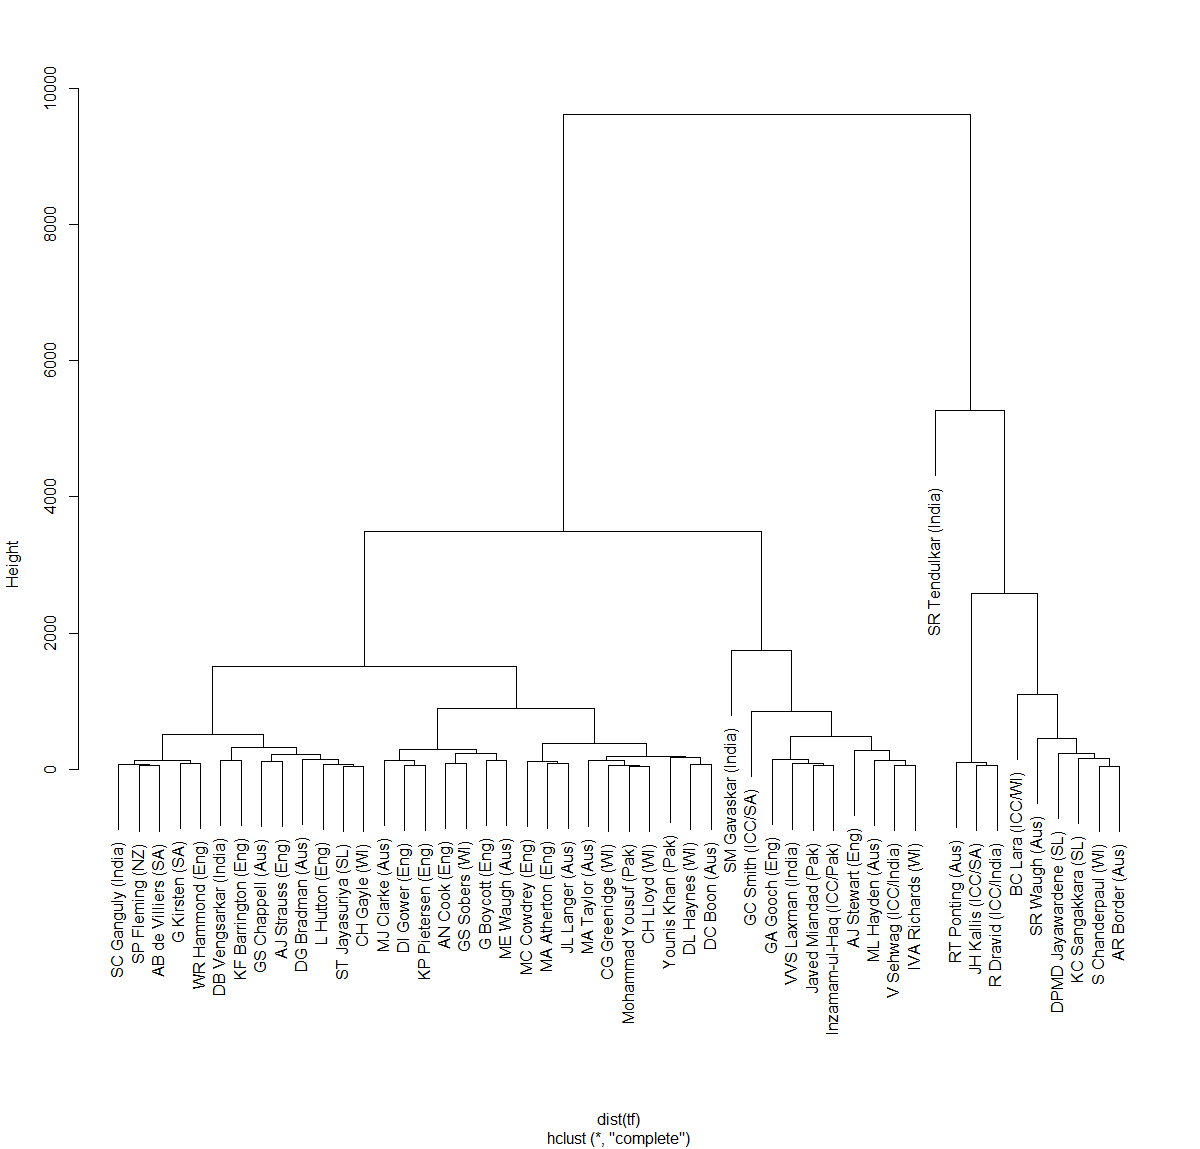 10000
8000
6000
4000
2000
0
Height
SC Ganguly (India)
SP Fleming (NZ)
AB de Villiers (SA)
G Kirsten (SA)
WR Hammond (Eng)
DB Vengsarkar (India)
KF Barrington (Eng)
GS Chappell (Aus)
AJ Strauss (Eng)
DG Bradman (Aus)
L Hutton (Eng)
ST Jayasuriya (SL)
CH Gayle (WI)
MJ Clarke (Aus)
DI Gower (Eng)
KP Pietersen (Eng)
AN Cook (Eng)
GS Sobers (WI)
G Boycott (Eng)
ME Waugh (Aus)
MC Cowdrey (Eng)
MA Atherton (Eng)
JL Langer (Aus)
MA Taylor (Aus)
CG Greenidge (WI)
Mohammad Yousuf (Pak)
CH Lloyd (WI)
Younis Khan (Pak)
DL Haynes (WI)
DC Boon (Aus)
SM Gavaskar (India)
GC Smith (ICC/SA)
GA Gooch (Eng)
VVS Laxman (India)
Javed Miandad (Pak)
Inzamam-ul-Haq (ICC/Pak)
AJ Stewart (Eng)
ML Hayden (Aus)
V Sehwag (ICC/India)
IVA Richards (WI)
SR Tendulkar (India)
RT Ponting (Aus)
JH Kallis (ICC/SA)
R Dravid (ICC/India)
BC Lara (ICC/WI)
SR Waugh (Aus)
DPMD Jayawardene (SL)
KC Sangakkara (SL)
S Chanderpaul (WI)
AR Border (Aus)
dist(tf)
hclust (*, "complete")